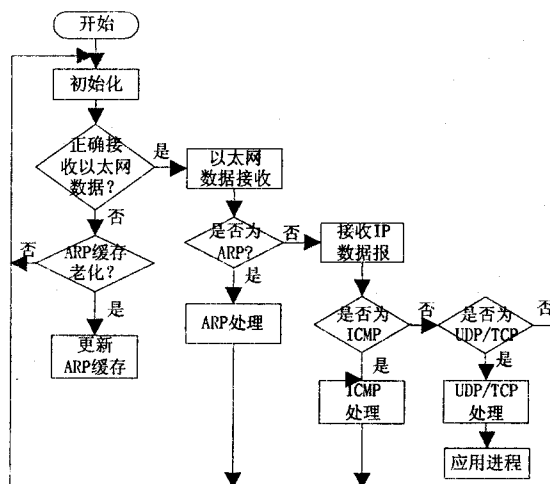 开始
初始化
正确接
收以太网
数据？
是
以太网
数据接收
否
是否为
ARP？
否
接收IP
数据报
否
ARP缓存
老化？
是
ARP处理
是
更新
ARP缓存
是否为
ICMP
否
是否为
UDP/TCP
否
是
ICMP
处理
是
UDP/TCP
处理
应用进程